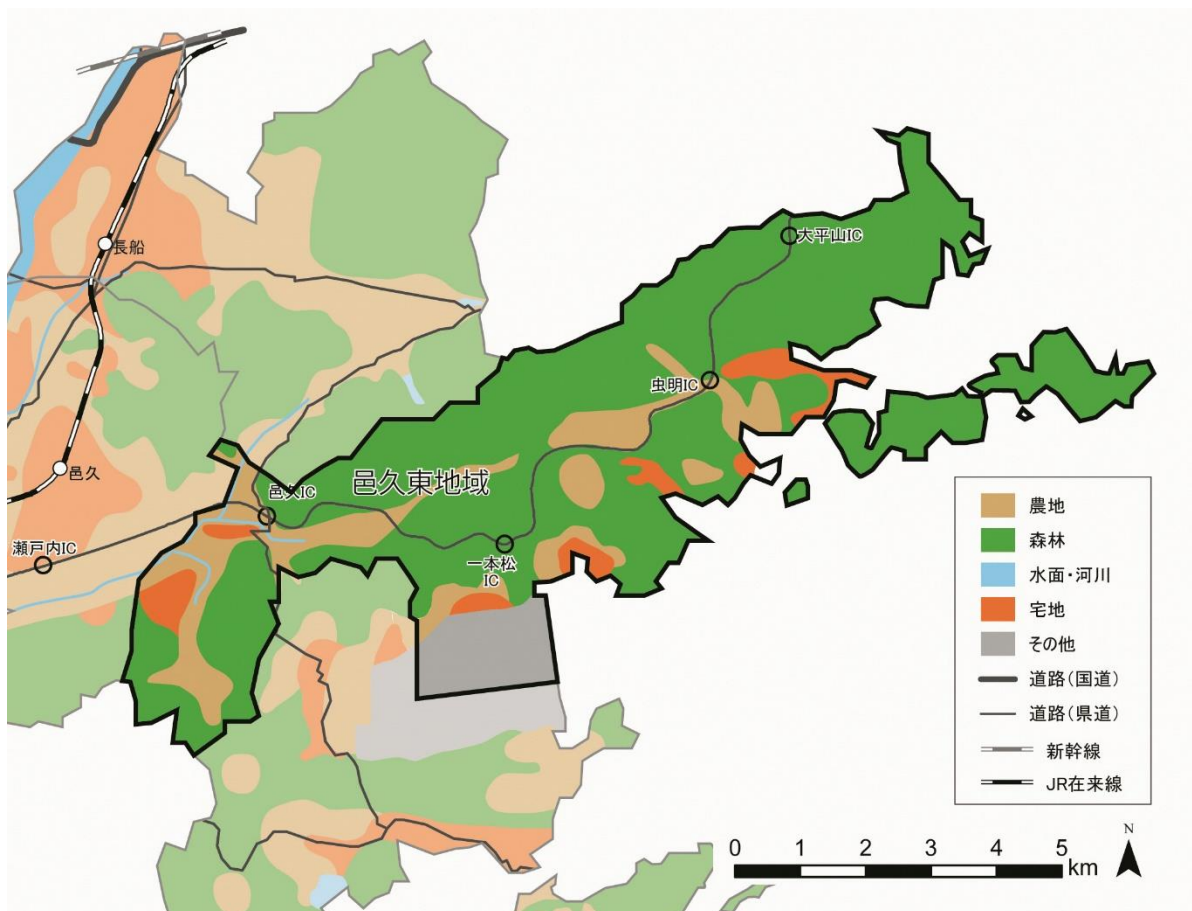 大平山IC
長船
虫明IC
邑久
邑久東地域
邑久IC
瀬戸内IC
一本松
IC
農地
森林
水面・河川
宅地
その他
道路(国道)
道路(県道)
新幹線
JR在来線
N
0 1 2 3 4 5
km